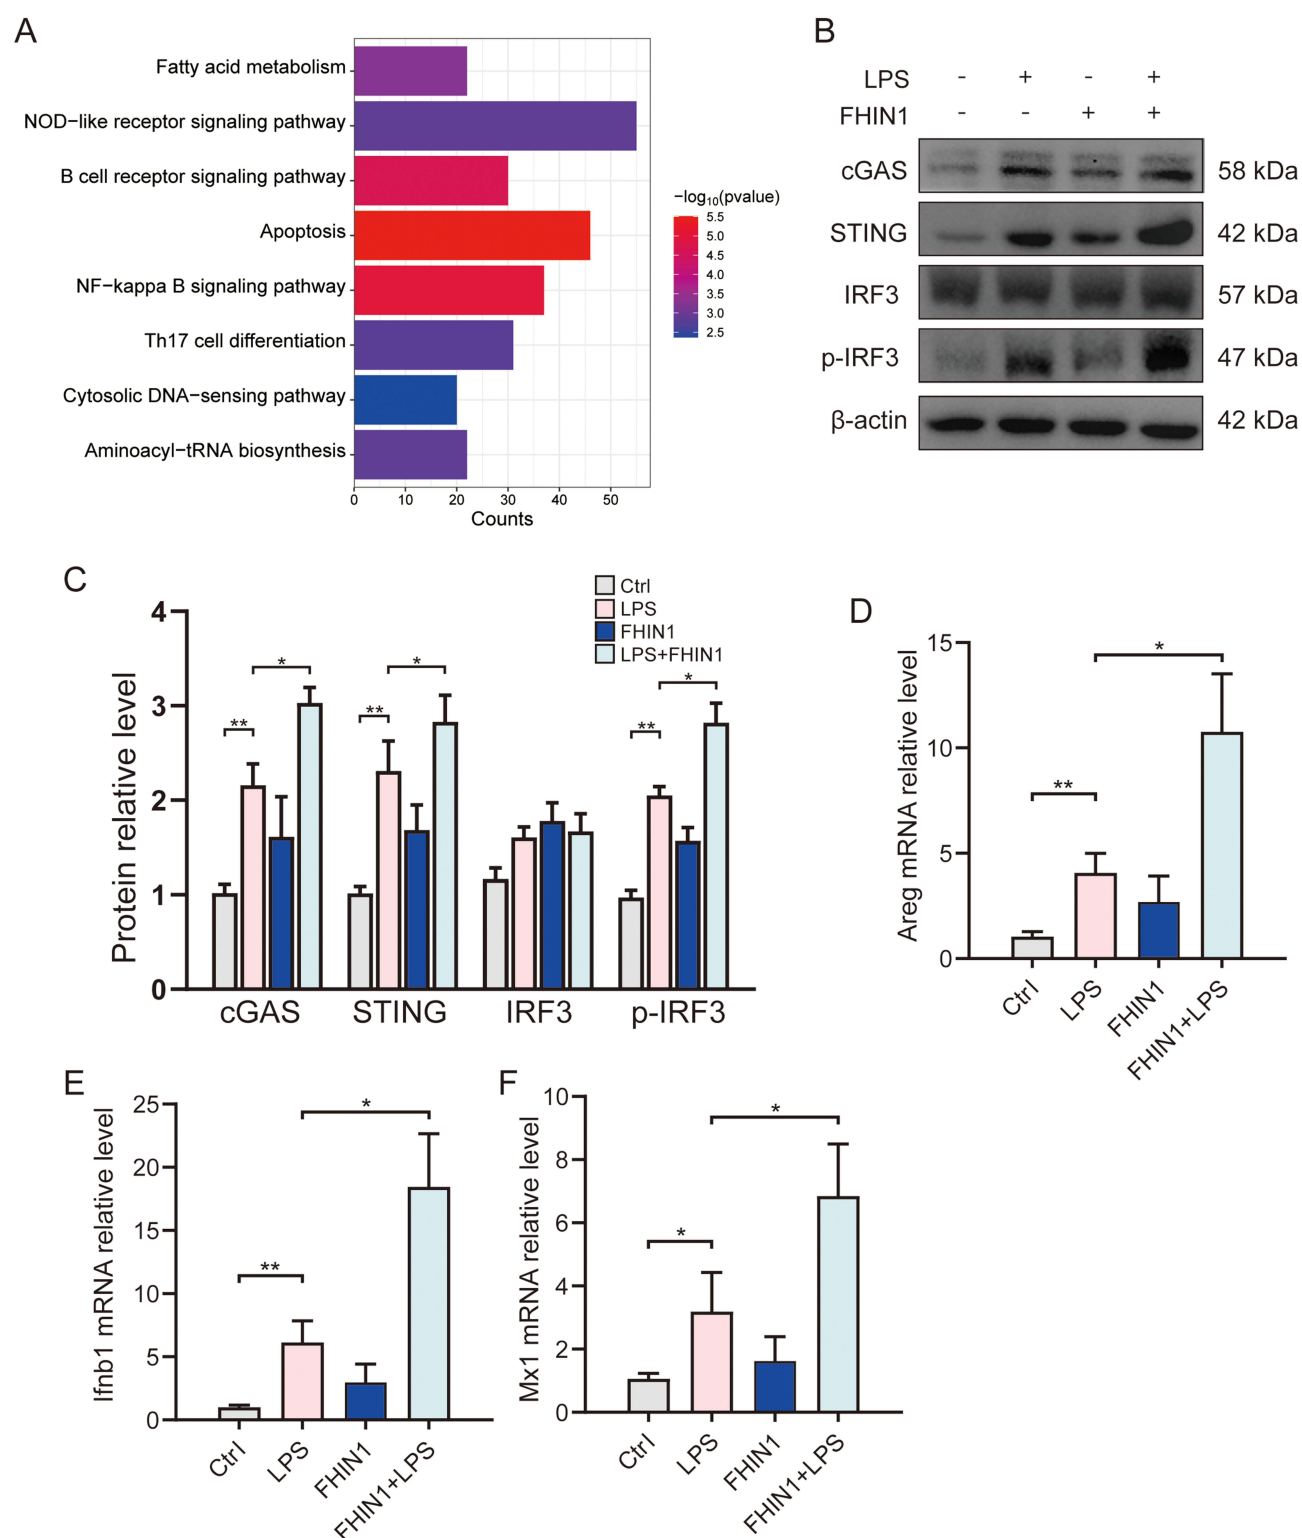 A
Fatty acid metabolism
NOD−like receptor signaling pathway
B cell receptor signaling pathway
Apoptosis
NF−kappa B signaling pathway
Th17 cell differentiation
Cytosolic DNA−sensing pathway
Aminoacyl−tRNA biosynthesis
0 10 20 30 40 50
Counts
−log10(pvalue)
5.5
5.0
4.5
4.0
3.5
3.0
2.5
B
LPS - + - +
FHIN1 - - + +
cGAS 58 kDa
STING 42 kDa
IRF3 57 kDa
p-IRF3 47 kDa
β-actin 42 kDa
C
Ctrl
LPS
FHIN1
LPS+FHIN1
Protein relative level
4
3
2
1
0
** *
** *
** *
cGAS STING IRF3 p-IRF3
D
Areg mRNA relative level
15
10
5
0
*
**
Ctrl LPS FHIN1 FHIN1+LPS
E
Ifnb1 mRNA relative level
25
20
15
10
5
0
*
**
Ctrl LPS FHIN1 FHIN1+LPS
F
Mx1 mRNA relative level
10
8
6
4
2
0
*
*
Ctrl LPS FHIN1 FHIN1+LPS